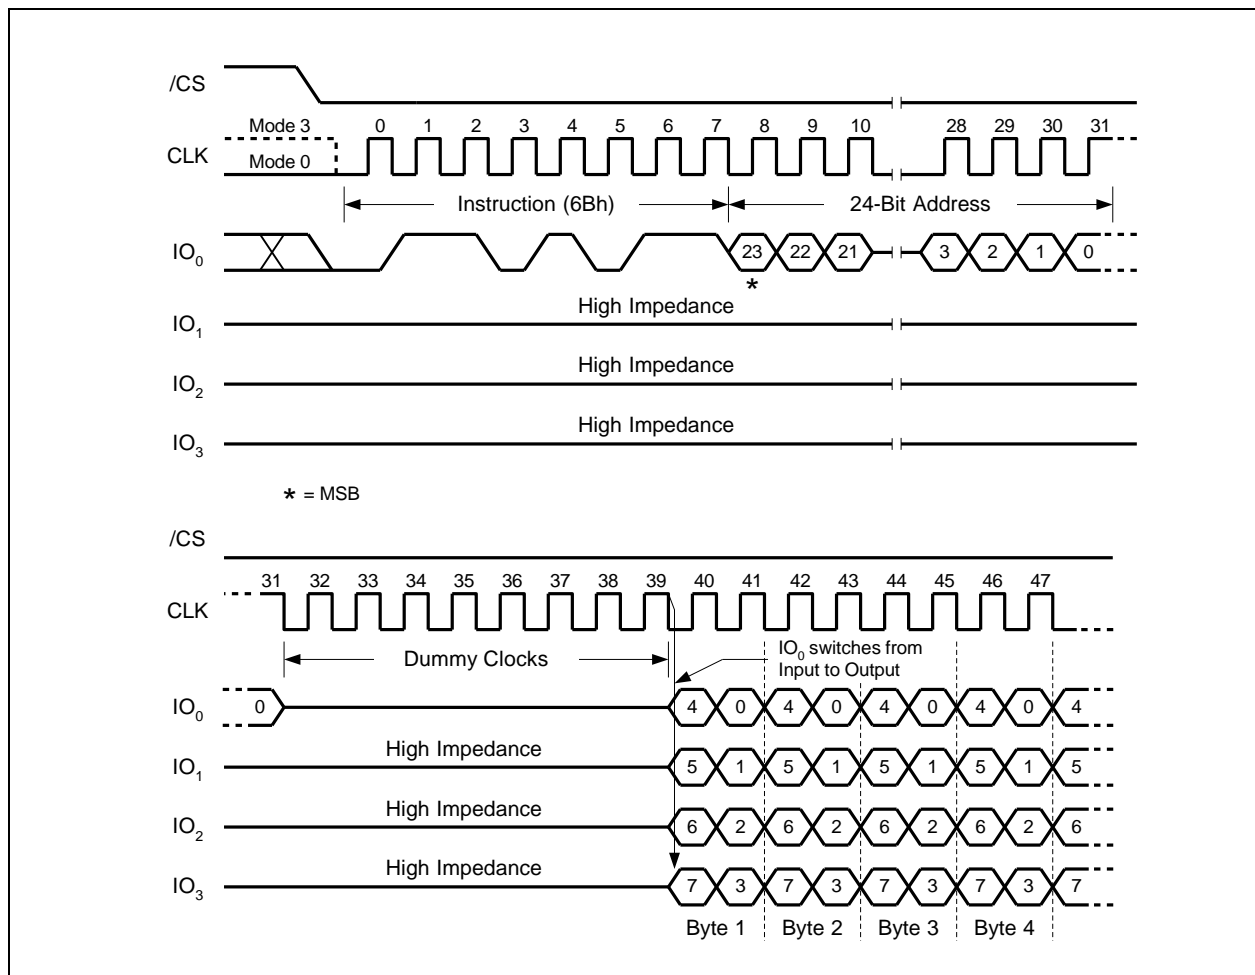 /CS
Mode 3 0 1 2 3 4 5 6 7 8 9 10 28 29 30 31
CLK
Mode 0
Instruction (6Bh) 24-Bit Address
IO0 23 22 21 3 2 1 0
*
High Impedance
IO1
High Impedance
IO2
High Impedance
IO3
* = MSB
/CS
31 32 33 34 35 36 37 38 39 40 41 42 43 44 45 46 47
CLK
Dummy Clocks
IO0 switches from
Input to Output
IO0 0 4 0 4 0 4 0 4 0 4
High Impedance
IO1 5 1 5 1 5 1 5 1 5
High Impedance
IO2 6 2 6 2 6 2 6 2 6
High Impedance
IO3 7 3 7 3 7 3 7 3 7
Byte 1 Byte 2 Byte 3 Byte 4